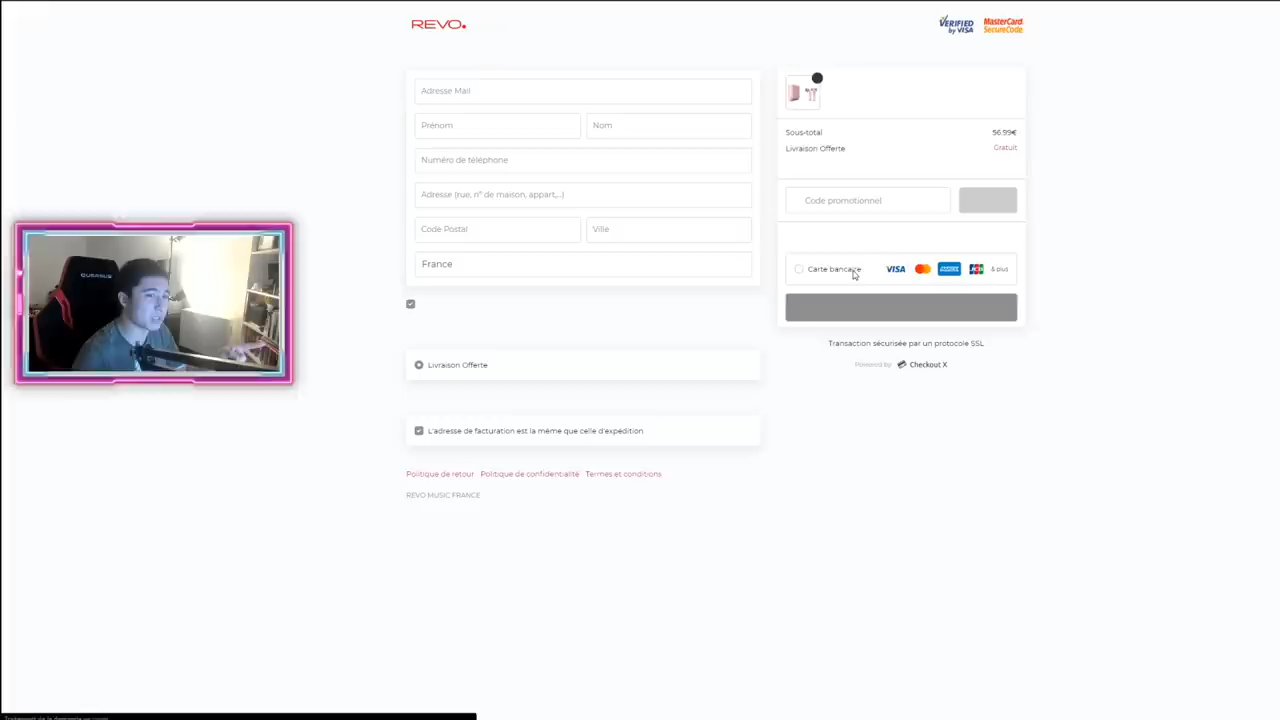 REVO.
VERIFIED
by VISA
MasterCard
SecureCode
Adresse Mail
Prénom
Nom
Numéro de téléphone
Adresse (rue, n° de maison, appart,...)
Code Postal
Ville
France
Livraison Offerte
L'adresse de facturation est la même que celle d'expédition
Politique de retour Politique de confidentialité Termes et conditions
REVO MUSIC FRANCE
Sous-total 56.99€
Livraison Offerte Gratuit
Code promotionnel
Carte bancaire VISA JCB & plus
Transaction sécurisée par un protocole SSL
Powered by Checkout X
QUERSUS